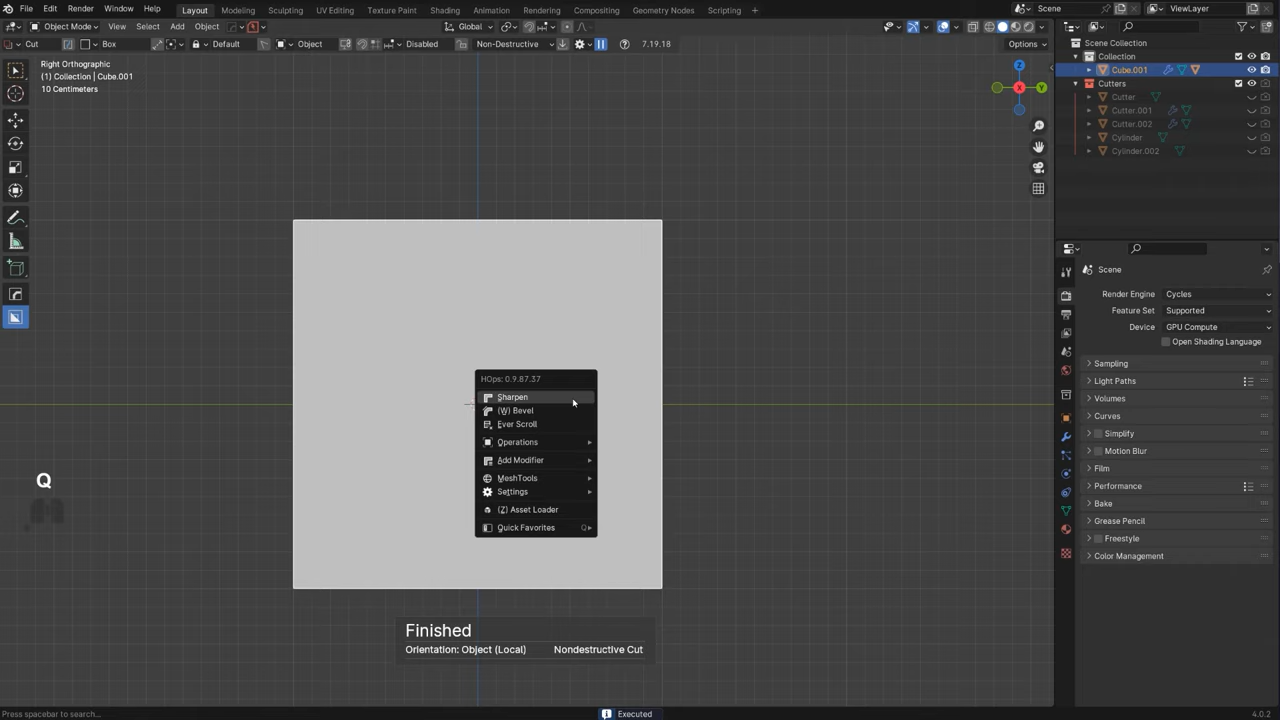 File Edit Render Window Help Layout Modeling Sculpting UV Editing Texture Paint Shading Animation Rendering Compositing Geometry Nodes Scripting + Scene ViewLayer
Object Mode View Select Add Object Global Options
Cut Box Default Object Disabled Non-Destructive 7.19.18
Right Orthographic
(1) Collection | Cube.001
10 Centimeters
Z
X
Y
Scene Collection
Collection
Cube.001
Cutters
Cutter
Cutter.001
Cutter.002
Cylinder
Cylinder.002
Scene
Render Engine Cycles
Feature Set Supported
Device GPU Compute
Open Shading Language
Sampling
Light Paths
Volumes
Curves
Simplify
Motion Blur
Film
Performance
Bake
Grease Pencil
Freestyle
Color Management
HOps: 0.9.87.37
Sharpen
(W) Bevel
Ever Scroll
Operations
Add Modifier
MeshTools
Settings
(Z) Asset Loader
Quick Favorites Q
Q
Finished
Orientation: Object (Local) Nondestructive Cut
Press spacebar to search... Executed 4.0.2